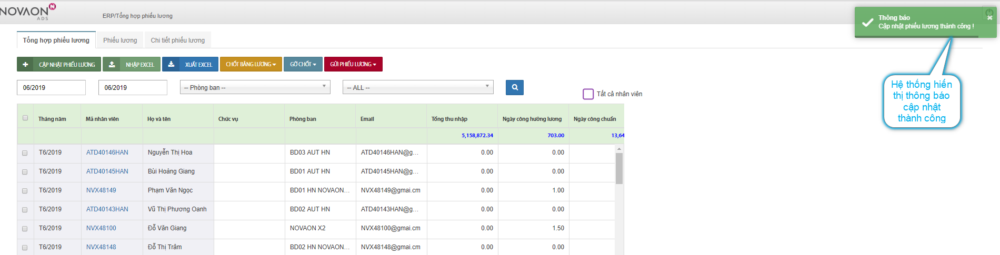 NOVAON
ADS
ERP/Tổng hợp phiếu lương
Thông báo
Cập nhật phiếu lương thành công !
Tổng hợp phiếu lương
Phiếu lương
Chi tiết phiếu lương
CẬP NHẬT PHIẾU LƯƠNG
NHẬP EXCEL
XUẤT EXCEL
CHỐT BẢNG LƯƠNG
GỠ CHỐT
GỬI PHIẾU LƯƠNG
06/2019
06/2019
-- Phòng ban --
-- ALL --
Tất cả nhân viên
Hệ thống hiển
thị thông báo
cập nhật
thành công
Tháng năm Mã nhân viên Họ và tên Chức vụ Phòng ban Email Tổng thu nhập Ngày công hưởng lương Ngày công chuẩn
5,158,872.34 703.00 13,64
T6/2019 ATD40146HAN Nguyễn Thị Hoa BD03 AUT HN ATD40146HAN@g... 0.00 0.00
T6/2019 ATD40145HAN Bùi Hoàng Giang BD01 AUT HN ATD40145HAN@g... 0.00 0.00
T6/2019 NVX48149 Phạm Văn Ngọc BD01 HN NOVAON... NVX48149@gmai.cm 0.00 1.00
T6/2019 ATD40143HAN Vũ Thị Phương Oanh BD02 AUT HN ATD40143HAN@g... 0.00 0.00
T6/2019 NVX48100 Đỗ Văn Giang NOVAON X2 NVX48100@gmai.cm 0.00 1.50
T6/2019 NVX48148 Đỗ Thị Trâm BD02 HN NOVAON... NVX48148@gmai.cm 0.00 0.00